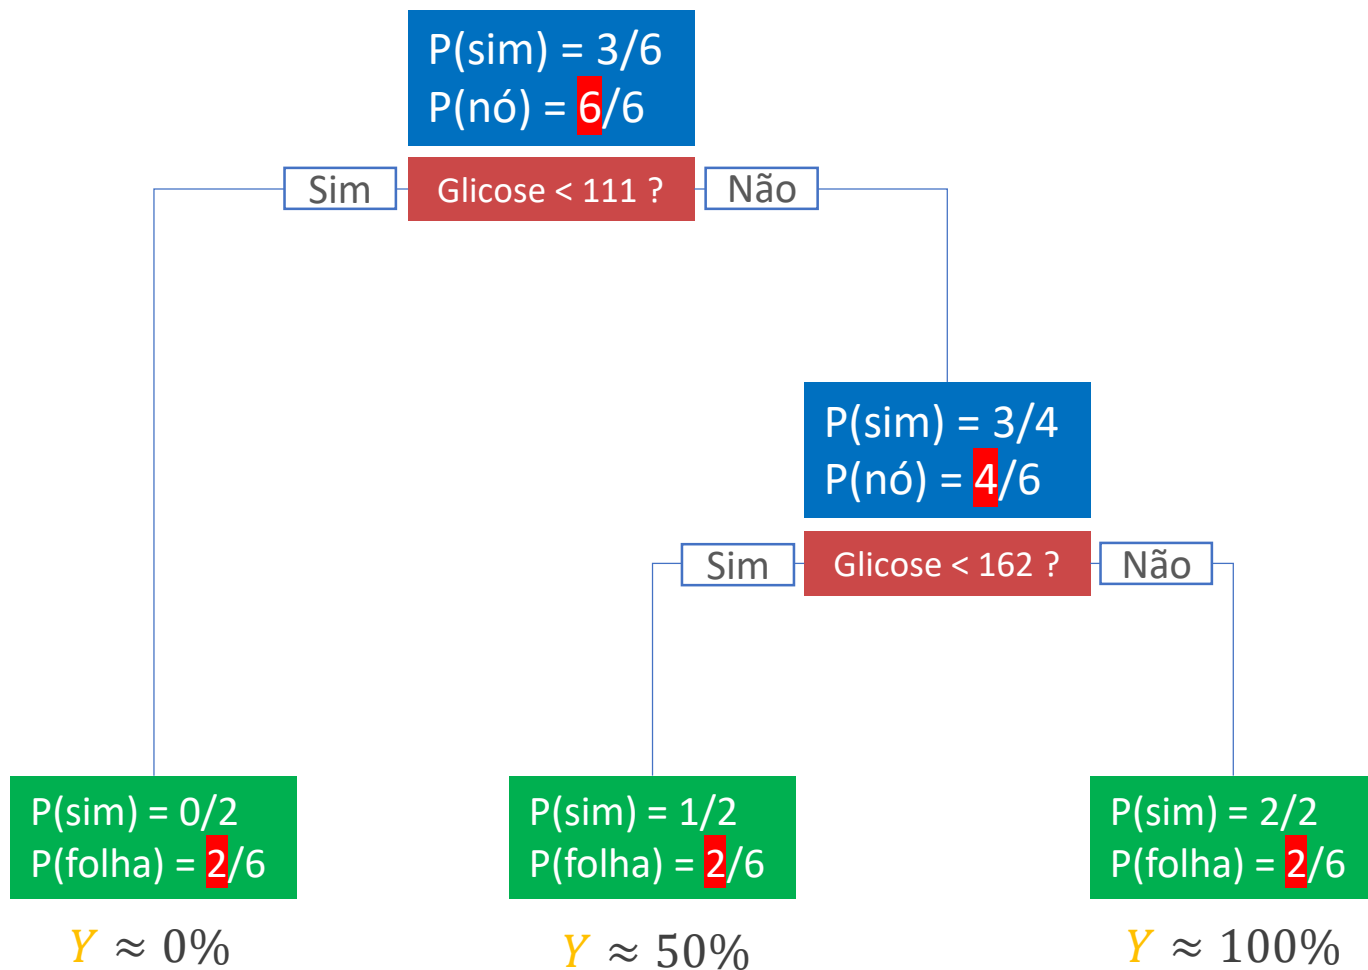 P(sim) = 3/6
P(nó) = 6/6
Sim
Glicose < 111 ?
Não
P(sim) = 3/4
P(nó) = 4/6
Sim
Glicose < 162 ?
Não
P(sim) = 0/2
P(folha) = 2/6
P(sim) = 1/2
P(folha) = 2/6
P(sim) = 2/2
P(folha) = 2/6
Y ≈ 0%
Y ≈ 50%
Y ≈ 100%